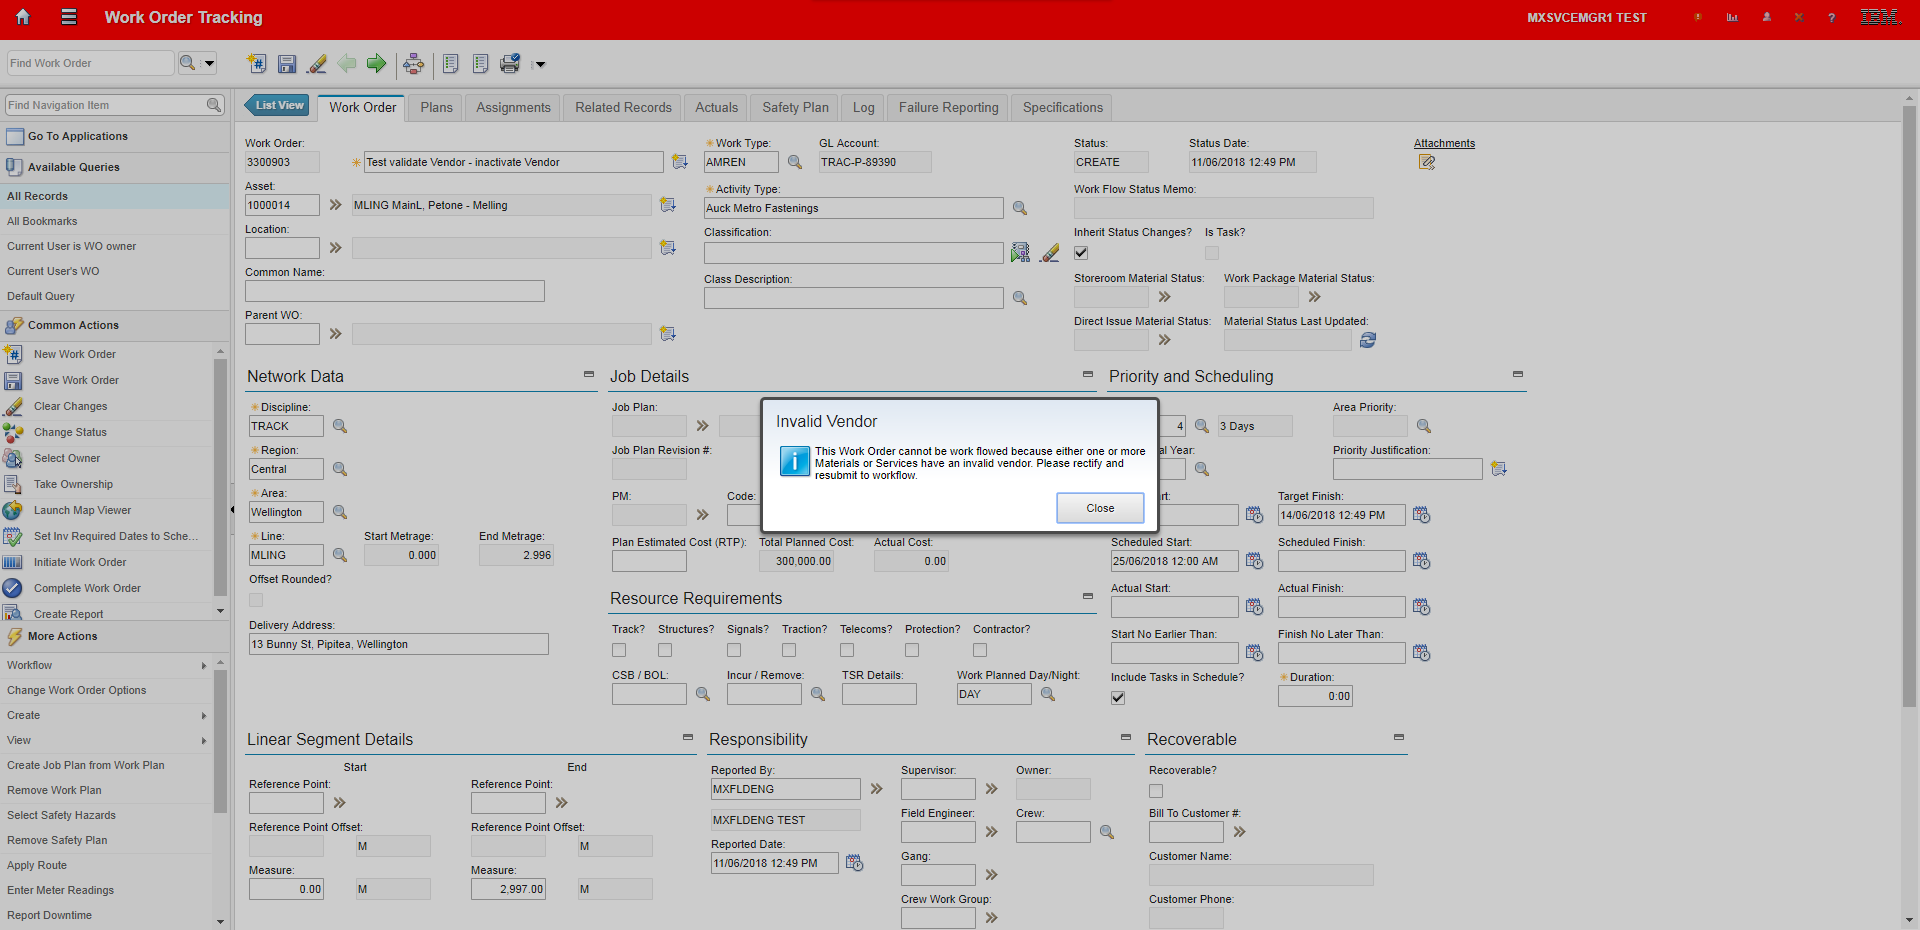 Work Order Tracking
MXSVCEMGR1 TEST
IBM
Find Work Order
Find Navigation Item
Go To Applications
Available Queries
All Records
All Bookmarks
Current User is WO owner
Current User's WO
Default Query
Common Actions
New Work Order
Save Work Order
Clear Changes
Change Status
Select Owner
Take Ownership
Launch Map Viewer
Set Inv Required Dates to Sche...
Initiate Work Order
Complete Work Order
Create Report
More Actions
Workflow
Change Work Order Options
Create
View
Create Job Plan from Work Plan
Remove Work Plan
Select Safety Hazards
Remove Safety Plan
Apply Route
Enter Meter Readings
Report Downtime
List View
Work Order Plans Assignments Related Records Actuals Safety Plan Log Failure Reporting Specifications
Work Order:
3300903
Test validate Vendor - inactivate Vendor
Asset:
1000014
MLING MainL, Petone - Melling
Location:
Common Name:
Parent WO:
Work Type:
AMREN
GL Account:
TRAC-P-89390
Activity Type:
Auck Metro Fastenings
Classification:
Class Description:
Status:
CREATE
Status Date:
11/06/2018 12:49 PM
Attachments
Work Flow Status Memo:
Inherit Status Changes? Is Task?
Storeroom Material Status: Work Package Material Status:
Direct Issue Material Status: Material Status Last Updated:
Network Data
Discipline:
TRACK
Region:
Central
Area:
Wellington
Line:
MLING
Start Metrage:
0.000
End Metrage:
2.996
Offset Rounded?
Delivery Address:
13 Bunny St, Pipitea, Wellington
Job Details
Job Plan:
Job Plan Revision #:
PM:
Code:
Plan Estimated Cost (RTP):
Total Planned Cost:
300,000.00
Actual Cost:
0.00
Invalid Vendor
This Work Order cannot be work flowed because either one or more
Materials or Services have an invalid vendor. Please rectify and
resubmit to workflow.
Close
Resource Requirements
Track? Structures? Signals? Traction? Telecoms? Protection? Contractor?
CSB / BOL:
Incur / Remove:
TSR Details:
Work Planned Day/Night:
DAY
Priority and Scheduling
4
3 Days
Area Priority:
al Year:
Priority Justification:
rt:
Target Finish:
14/06/2018 12:49 PM
Scheduled Start:
25/06/2018 12:00 AM
Scheduled Finish:
Actual Start:
Actual Finish:
Start No Earlier Than:
Finish No Later Than:
Include Tasks in Schedule?
Duration:
0:00
Linear Segment Details
Start
End
Reference Point:
Reference Point:
Reference Point Offset:
M
Reference Point Offset:
M
Measure:
0.00
M
Measure:
2,997.00
M
Responsibility
Reported By:
MXFLDENG
MXFLDENG TEST
Reported Date:
11/06/2018 12:49 PM
Supervisor:
Owner:
Field Engineer:
Crew:
Gang:
Crew Work Group:
Recoverable
Recoverable?
Bill To Customer #:
Customer Name:
Customer Phone: